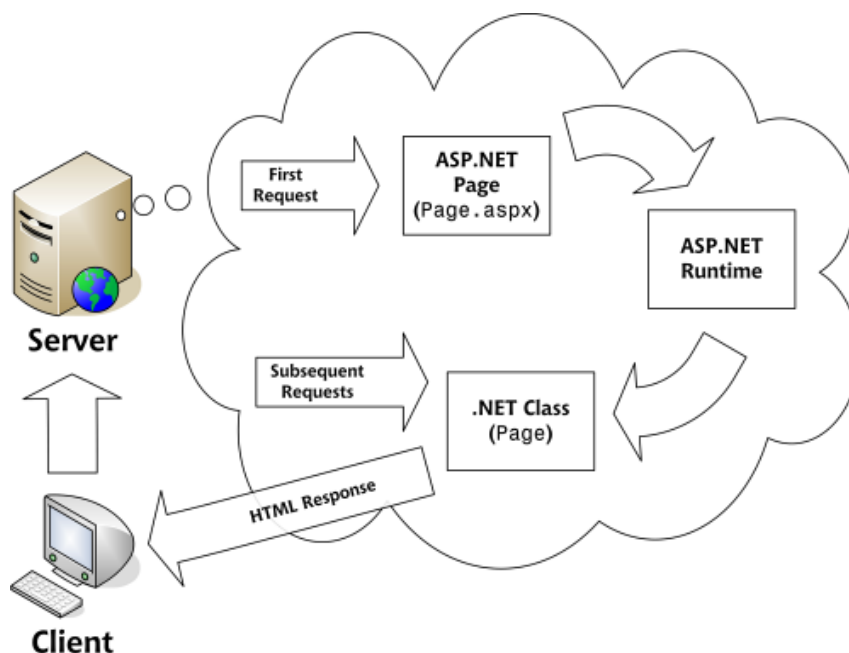 First
Request
ASP.NET
Page
(Page.aspx)
ASP.NET
Runtime
Server
Subsequent
Requests
.NET Class
(Page)
HTML Response
Client